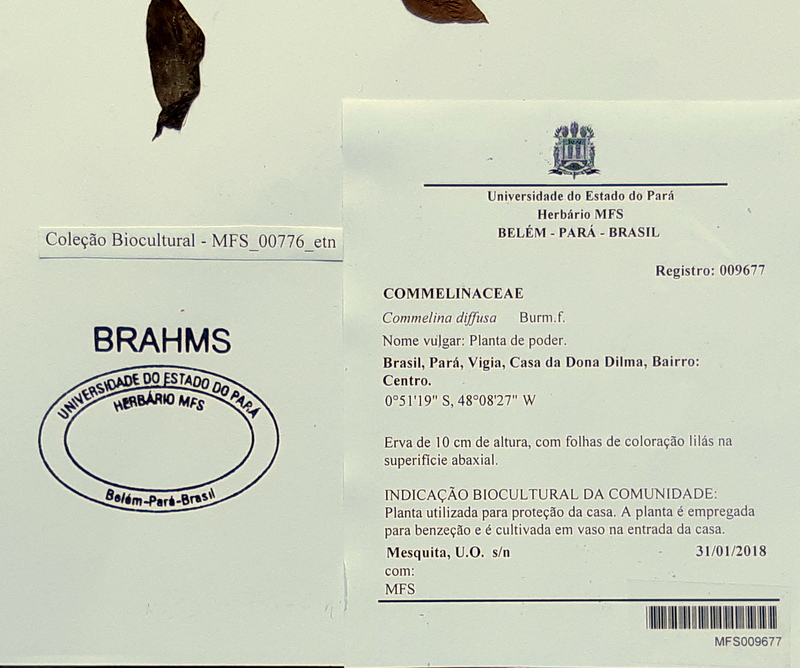 Universidade do Estado do Pará
Herbário MFS
BELÉM - PARÁ - BRASIL
Registro: 009677
COMMELINACEAE
Commelina diffusa Burm.f.
Nome vulgar: Planta de poder.
Brasil, Pará, Vigia, Casa da Dona Dilma, Bairro:
Centro.
0°51'19" S, 48°08'27" W
Erva de 10 cm de altura, com folhas de coloração lilás na
superifície abaxial.
INDICAÇÃO BIOCULTURAL DA COMUNIDADE:
Planta utilizada para proteção da casa. A planta é empregada
para benzeção e é cultivada em vaso na entrada da casa.
Mesquita, U.O. s/n 31/01/2018
com:
MFS
MFS009677
Coleção Biocultural - MFS_00776_etn
BRAHMS
UNIVERSIDADE DO ESTADO DO PARÁ
HERBÁRIO MFS
Belém-Pará-Brasil